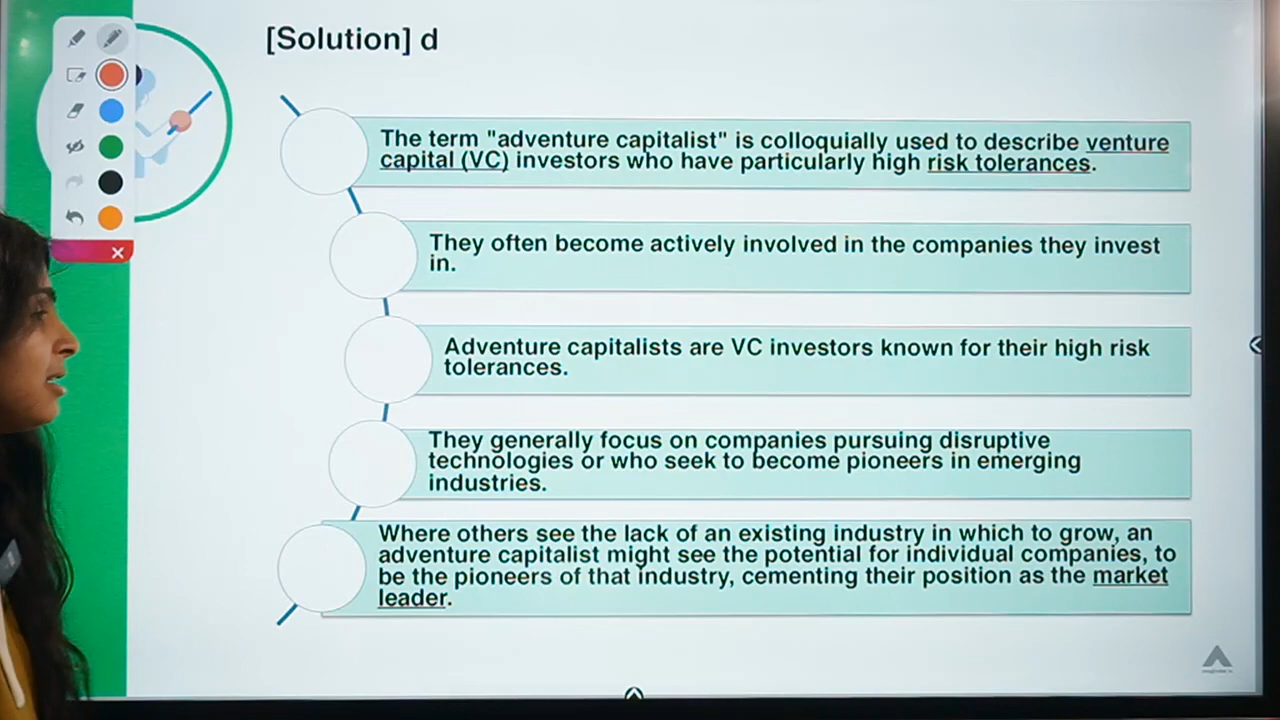 [Solution] d
The term "adventure capitalist" is colloquially used to describe venture
capital (VC) investors who have particularly high risk tolerances.
They often become actively involved in the companies they invest
in.
Adventure capitalists are VC investors known for their high risk
tolerances.
They generally focus on companies pursuing disruptive
technologies or who seek to become pioneers in emerging
industries.
Where others see the lack of an existing industry in which to grow, an
adventure capitalist might see the potential for individual companies, to
be the pioneers of that industry, cementing their position as the market
leader.